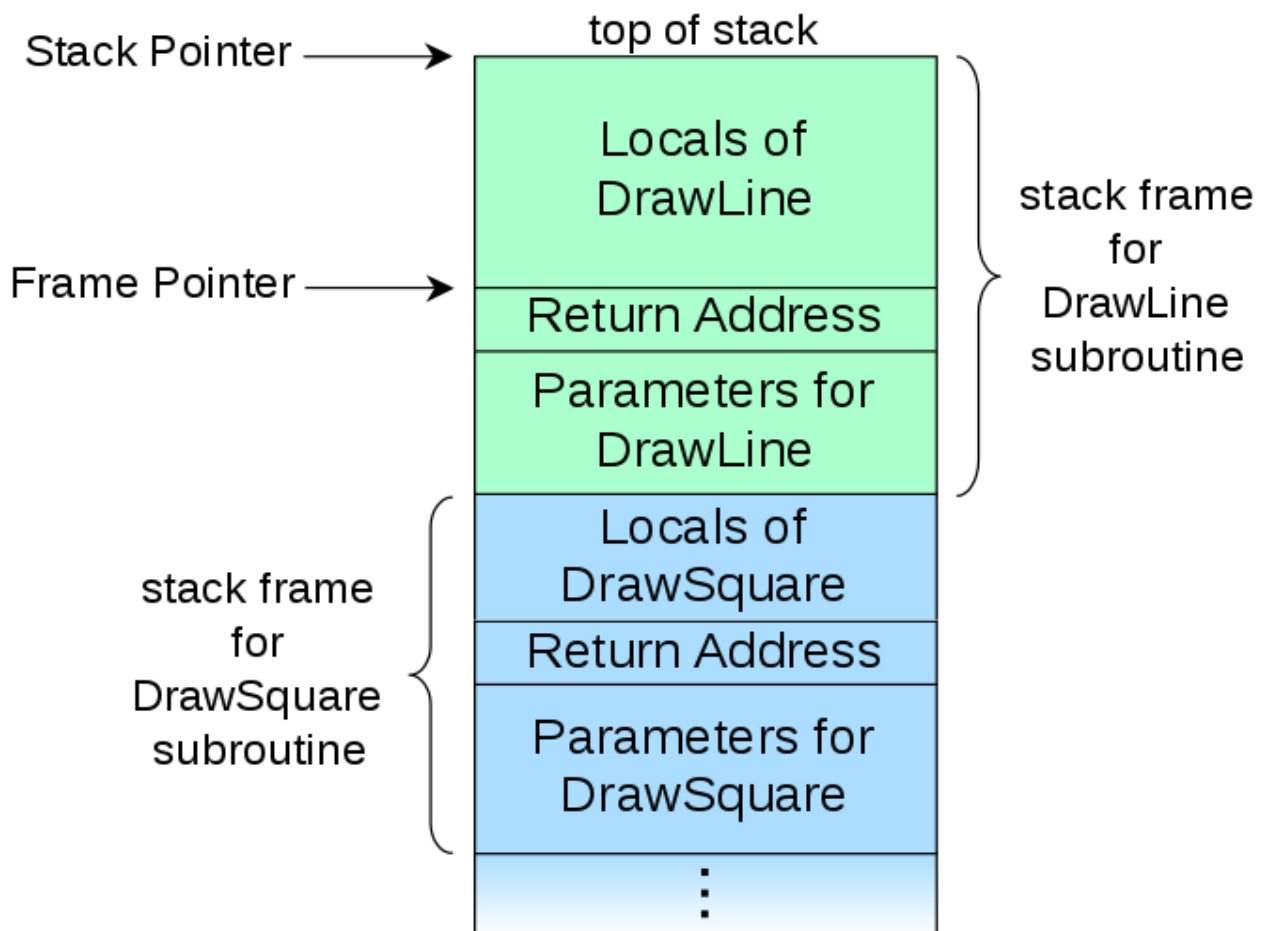 top of stack
Stack Pointer
Locals of
DrawLine
stack frame
for
DrawLine
subroutine
Frame Pointer
Return Address
Parameters for
DrawLine
Locals of
DrawSquare
stack frame
for
DrawSquare
subroutine
Return Address
Parameters for
DrawSquare
⋮